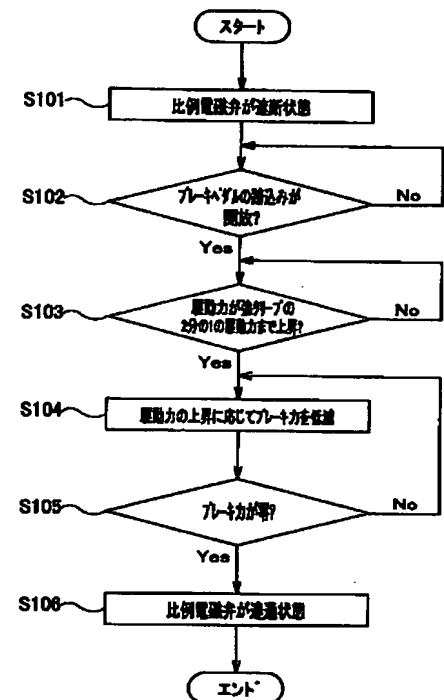 スタート
S101
比例電磁弁が遮断状態
S102
ブレーキペダルの踏込みが
開放?
No
Yes
S103
駆動力が強クリープの
2分の1の駆動力まで上昇?
No
Yes
S104
駆動力の上昇に応じてブレーキ力を低減
S105
ブレーキ力が零?
No
Yes
S106
比例電磁弁が連通状態
エンド